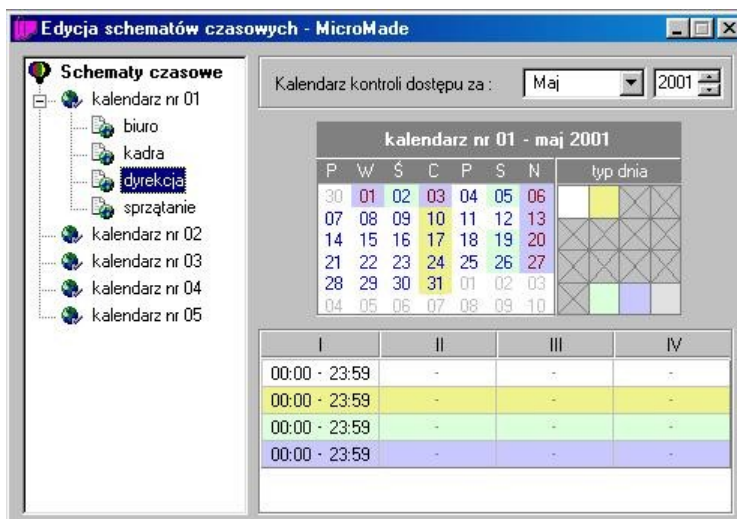 Edycja schematów czasowych - MicroMade
Schematy czasowe
kalendarz nr 01
biuro
kadra
dyrekcja
sprzątanie
kalendarz nr 02
kalendarz nr 03
kalendarz nr 04
kalendarz nr 05
Kalendarz kontroli dostępu za : Maj 2001
kalendarz nr 01 - maj 2001
P W Ś C P S N typ dnia
30 01 02 03 04 05 06
07 08 09 10 11 12 13
14 15 16 17 18 19 20
21 22 23 24 25 26 27
28 29 30 31 01 02 03
04 05 06 07 08 09 10
I II III IV
00:00 - 23:59 - - -
00:00 - 23:59 - - -
00:00 - 23:59 - - -
00:00 - 23:59 - - -